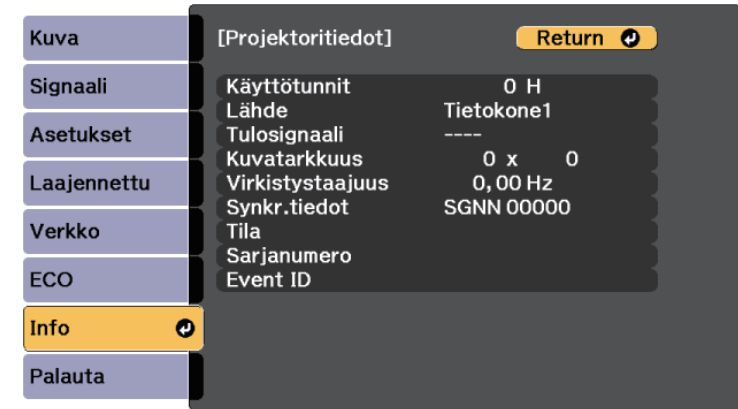 Kuva
Signaali
Asetukset
Laajennettu
Verkko
ECO
Info
Palauta
[Projektoritiedot] Return
Käyttötunnit 0 H
Lähde Tietokone1
Tulosignaali ----
Kuvatarkkuus 0 x 0
Virkistystaajuus 0,00 Hz
Synkr.tiedot SGNN 00000
Tila
Sarjanumero
Event ID